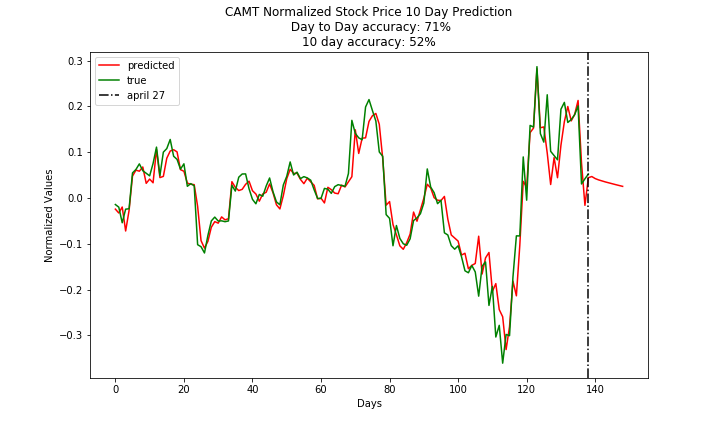 CAMT Normalized Stock Price 10 Day Prediction
Day to Day accuracy: 71%
10 day accuracy: 52%
predicted
true
april 27
Normalized Values
0.3
0.2
0.1
0.0
−0.1
−0.2
−0.3
0 20 40 60 80 100 120 140
Days